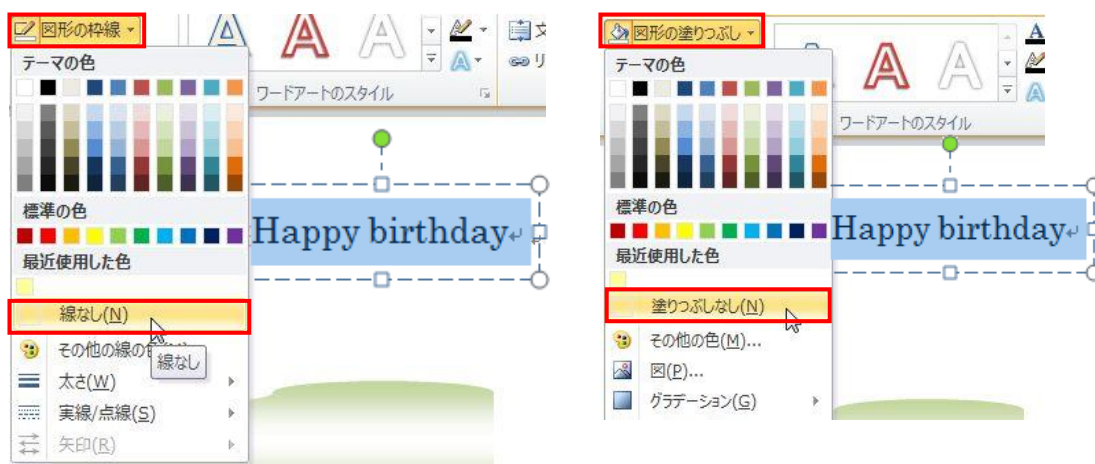 図形の枠線
テーマの色
ワードアートのスタイル
標準の色
Happy birthday
最近使用した色
線なし(N)
その他の線の
線なし
太さ(W)
実線/点線(S)
矢印(R)
図形の塗りつぶし
テーマの色
ワードアートのスタイル
標準の色
Happy birthday
最近使用した色
塗りつぶしなし(N)
その他の色(M)...
図(P)...
グラデーション(G)